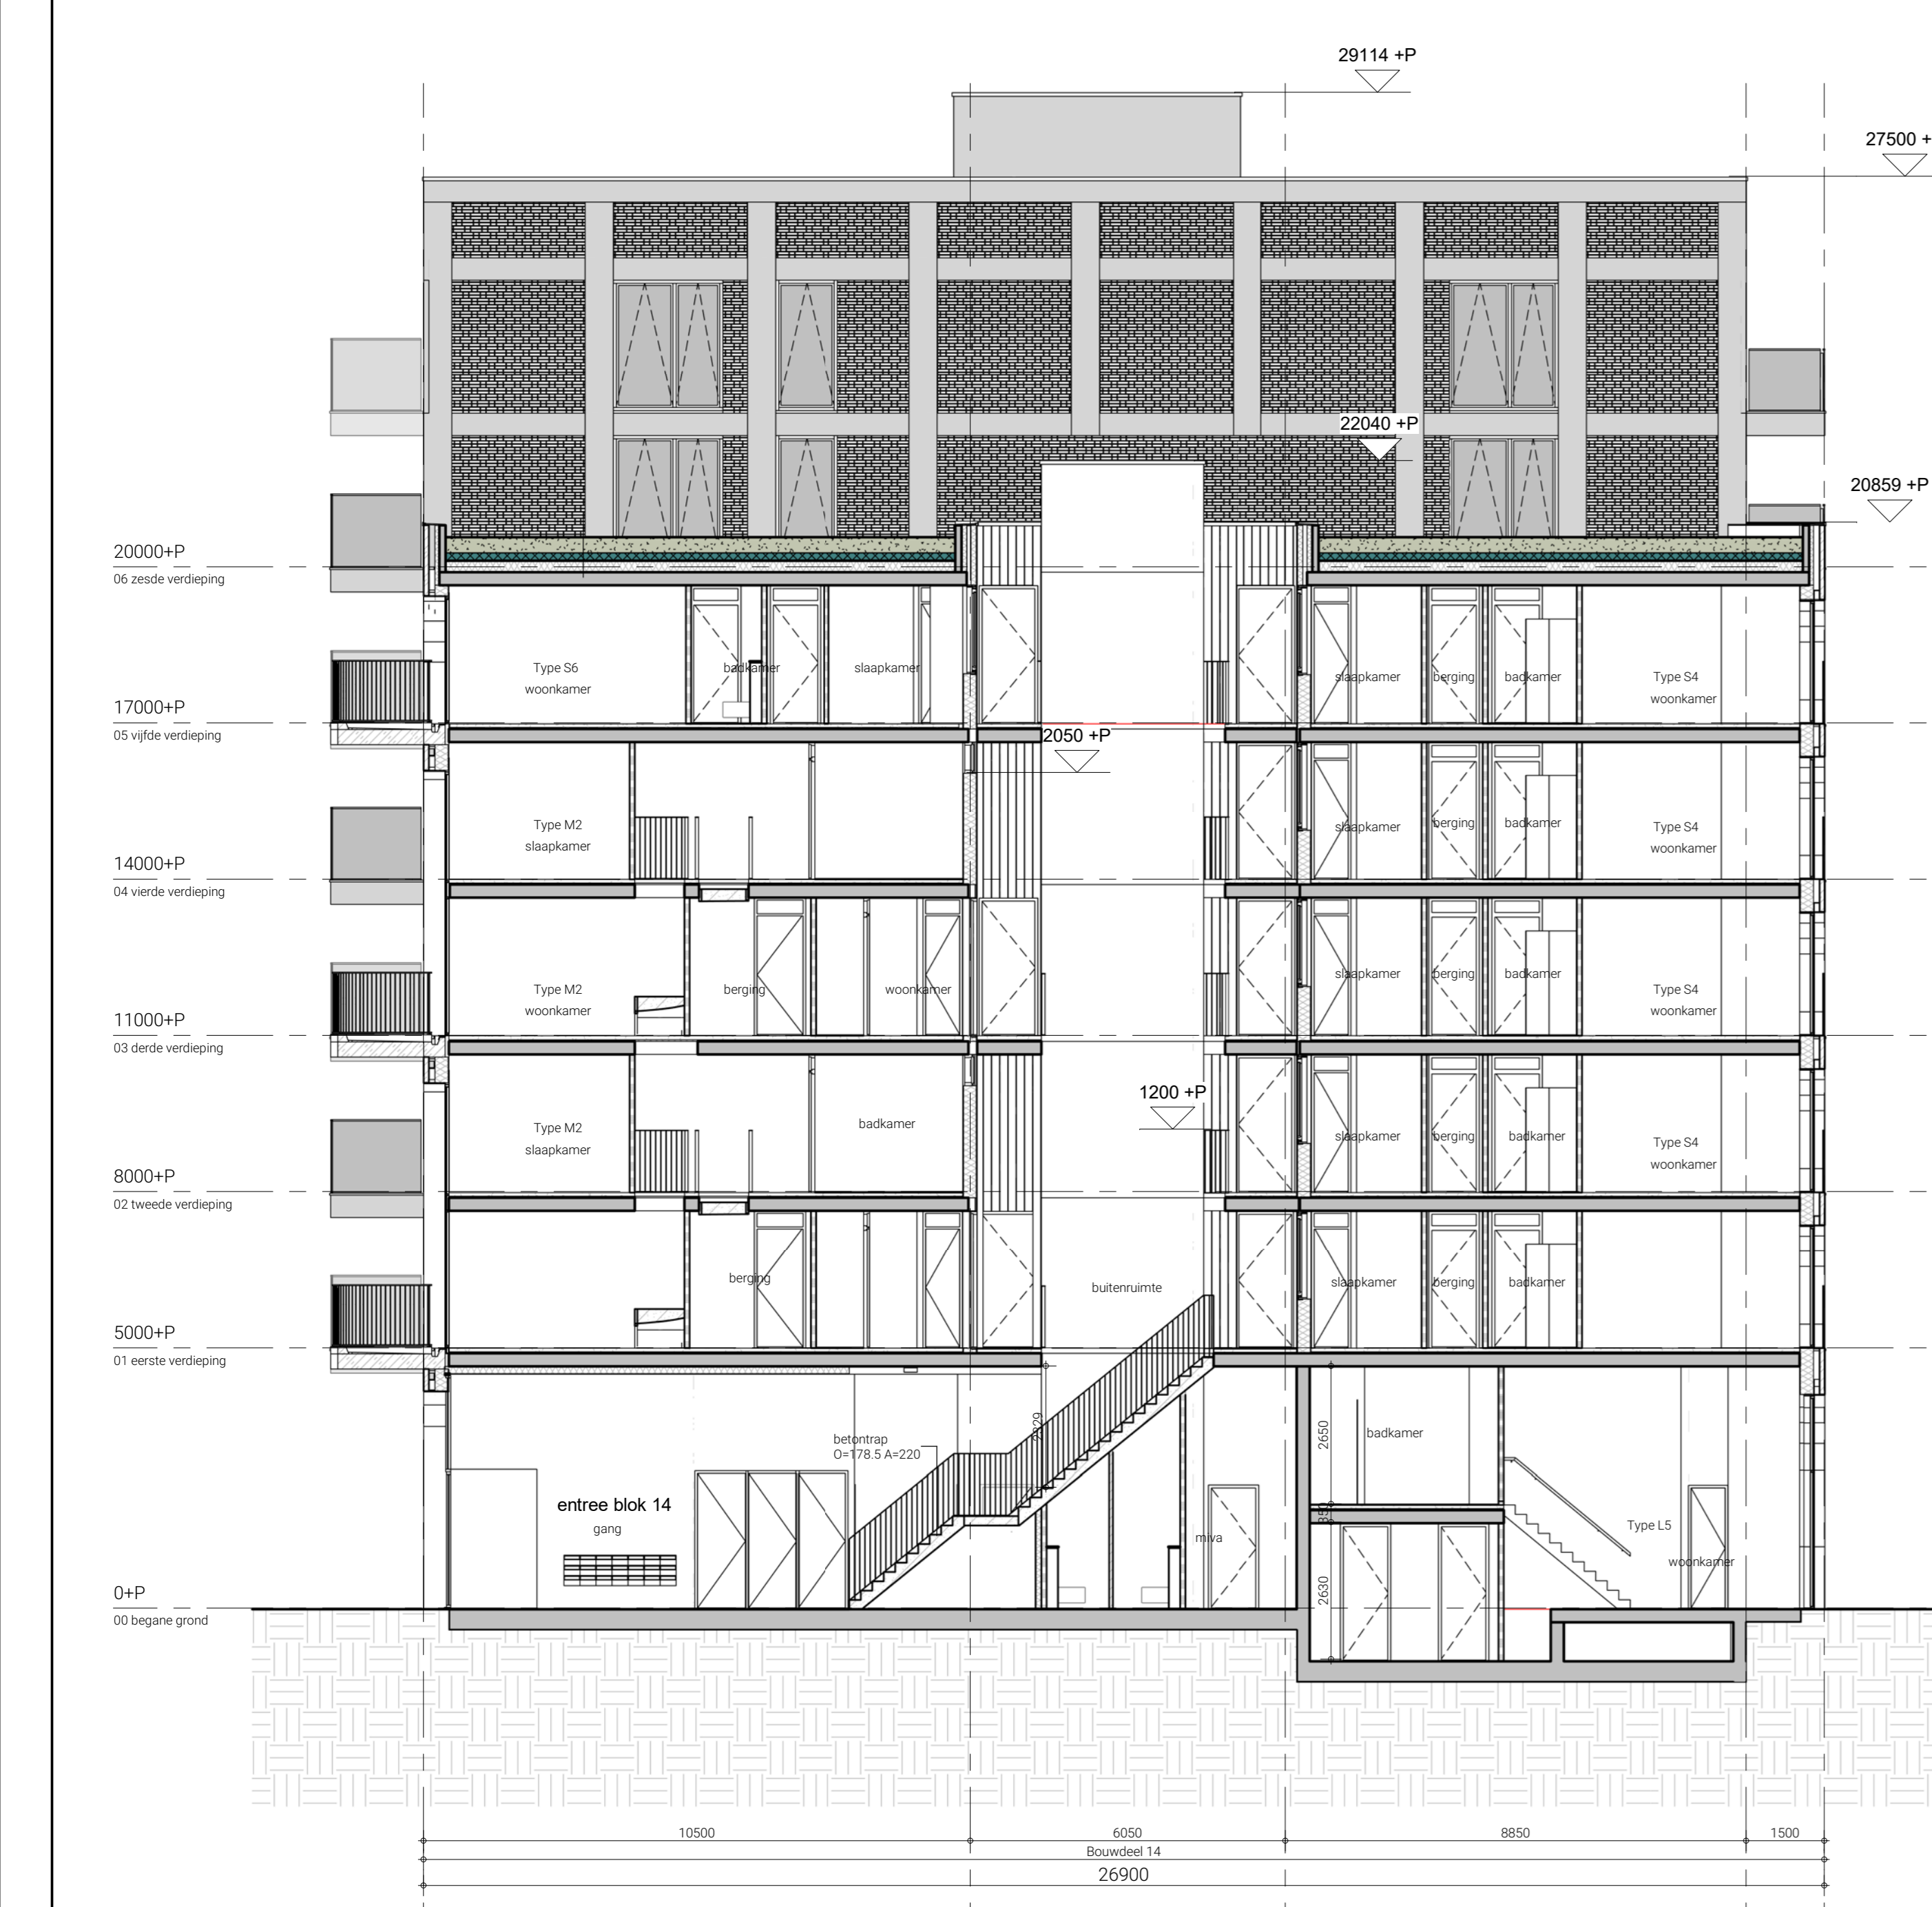 29114 +P
27500 +
22040 +P
20859 +P
20000+P
06 zesde verdieping
Type S6
woonkamer
badkamer
slaapkamer
slaapkamer
berging
badkamer
Type S4
woonkamer
17000+P
05 vijfde verdieping
2050 +P
Type M2
slaapkamer
slaapkamer
berging
badkamer
Type S4
woonkamer
14000+P
04 vierde verdieping
Type M2
woonkamer
berging
woonkamer
slaapkamer
berging
badkamer
Type S4
woonkamer
11000+P
03 derde verdieping
1200 +P
Type M2
slaapkamer
badkamer
slaapkamer
berging
badkamer
Type S4
woonkamer
8000+P
02 tweede verdieping
berging
buitenruimte
slaapkamer
berging
badkamer
5000+P
01 eerste verdieping
betontrap
O=178.5 A=220
2650
badkamer
entree blok 14
gang
miva
350
Type L5
woonkamer
2630
0+P
00 begane grond
10500
6050
8850
1500
Bouwdeel 14
26900